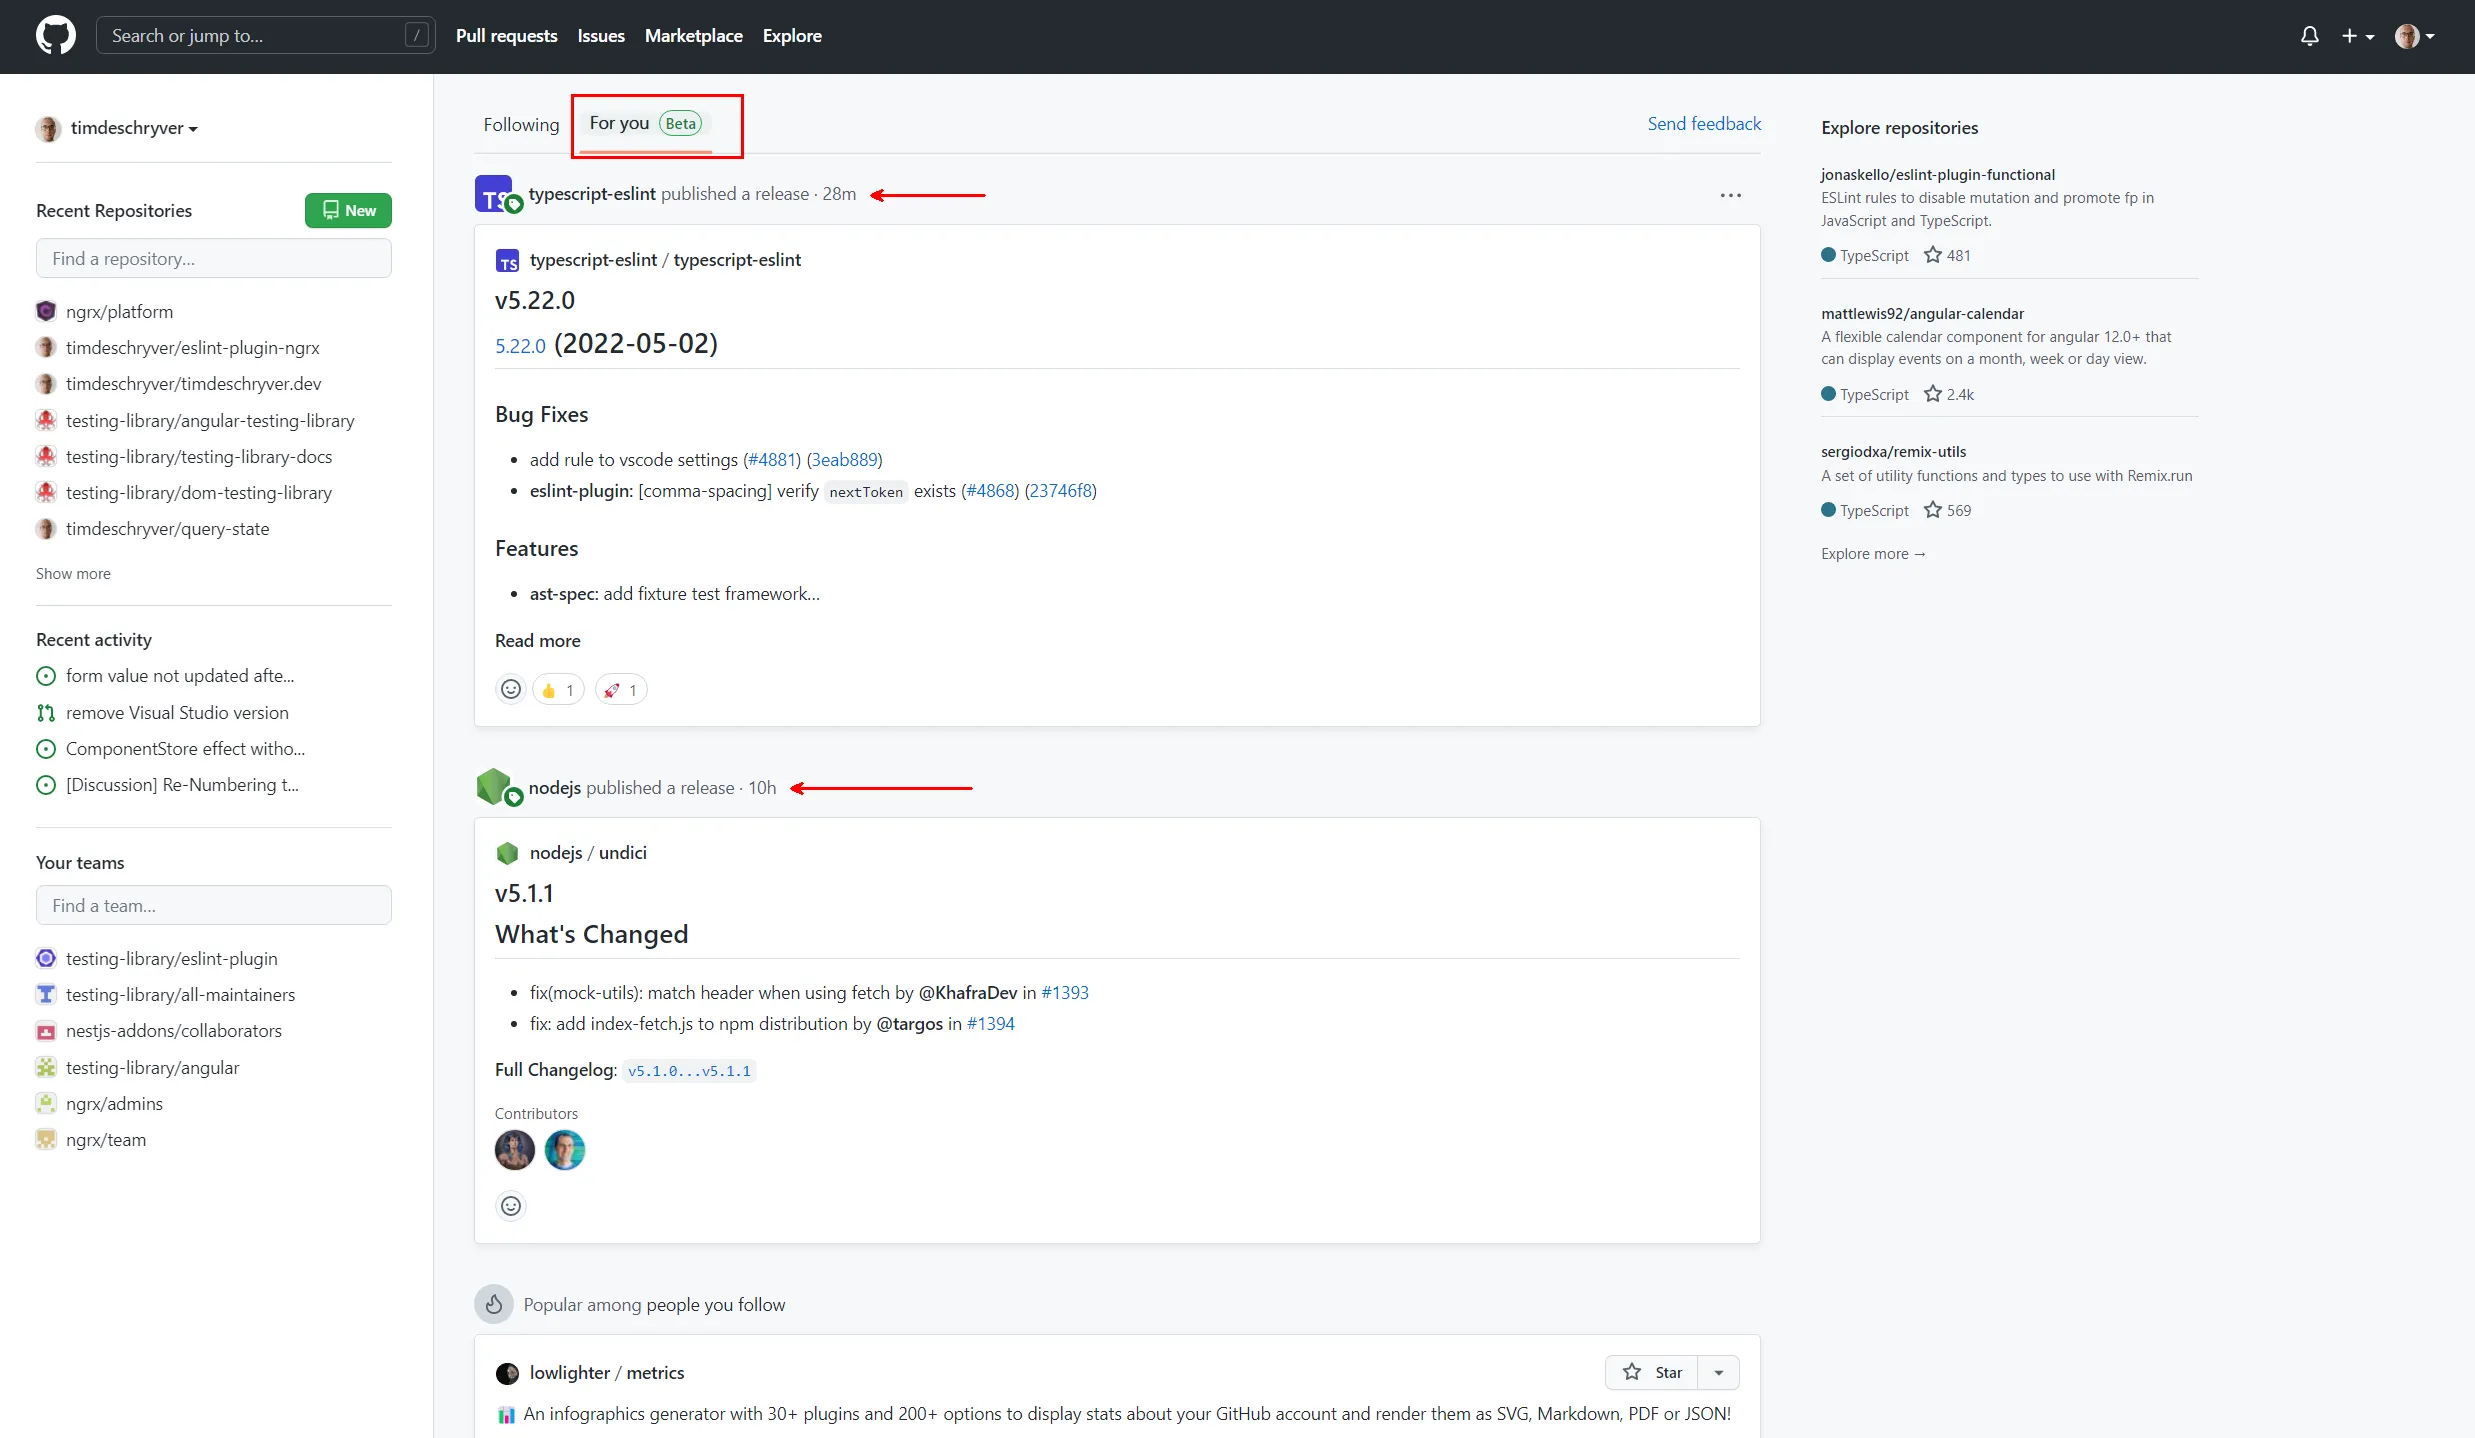 Search or jump to...
/
Pull requests
Issues
Marketplace
Explore
timdeschryver
Recent Repositories
New
Find a repository...
ngrx/platform
timdeschryver/eslint-plugin-ngrx
timdeschryver/timdeschryver.dev
testing-library/angular-testing-library
testing-library/testing-library-docs
testing-library/dom-testing-library
timdeschryver/query-state
Show more
Recent activity
form value not updated afte...
remove Visual Studio version
ComponentStore effect witho...
[Discussion] Re-Numbering t...
Your teams
Find a team...
testing-library/eslint-plugin
testing-library/all-maintainers
nestjs-addons/collaborators
testing-library/angular
ngrx/admins
ngrx/team
Following
For you Beta
Send feedback
TS
typescript-eslint published a release · 28m
TS
typescript-eslint / typescript-eslint
v5.22.0
5.22.0 (2022-05-02)
Bug Fixes
• add rule to vscode settings (#4881) (3eab889)
• eslint-plugin: [comma-spacing] verify nextToken exists (#4868) (23746f8)
Features
• ast-spec: add fixture test framework...
Read more
👍 1
🚀 1
nodejs published a release · 10h
nodejs / undici
v5.1.1
What's Changed
• fix(mock-utils): match header when using fetch by @KhafraDev in #1393
• fix: add index-fetch.js to npm distribution by @targos in #1394
Full Changelog: v5.1.0...v5.1.1
Contributors
Popular among people you follow
lowlighter / metrics
Star
📊 An infographics generator with 30+ plugins and 200+ options to display stats about your GitHub account and render them as SVG, Markdown, PDF or JSON!
Explore repositories
jonaskello/eslint-plugin-functional
ESLint rules to disable mutation and promote fp in
JavaScript and TypeScript.
TypeScript 481
mattlewis92/angular-calendar
A flexible calendar component for angular 12.0+ that
can display events on a month, week or day view.
TypeScript 2.4k
sergiodxa/remix-utils
A set of utility functions and types to use with Remix.run
TypeScript 569
Explore more →